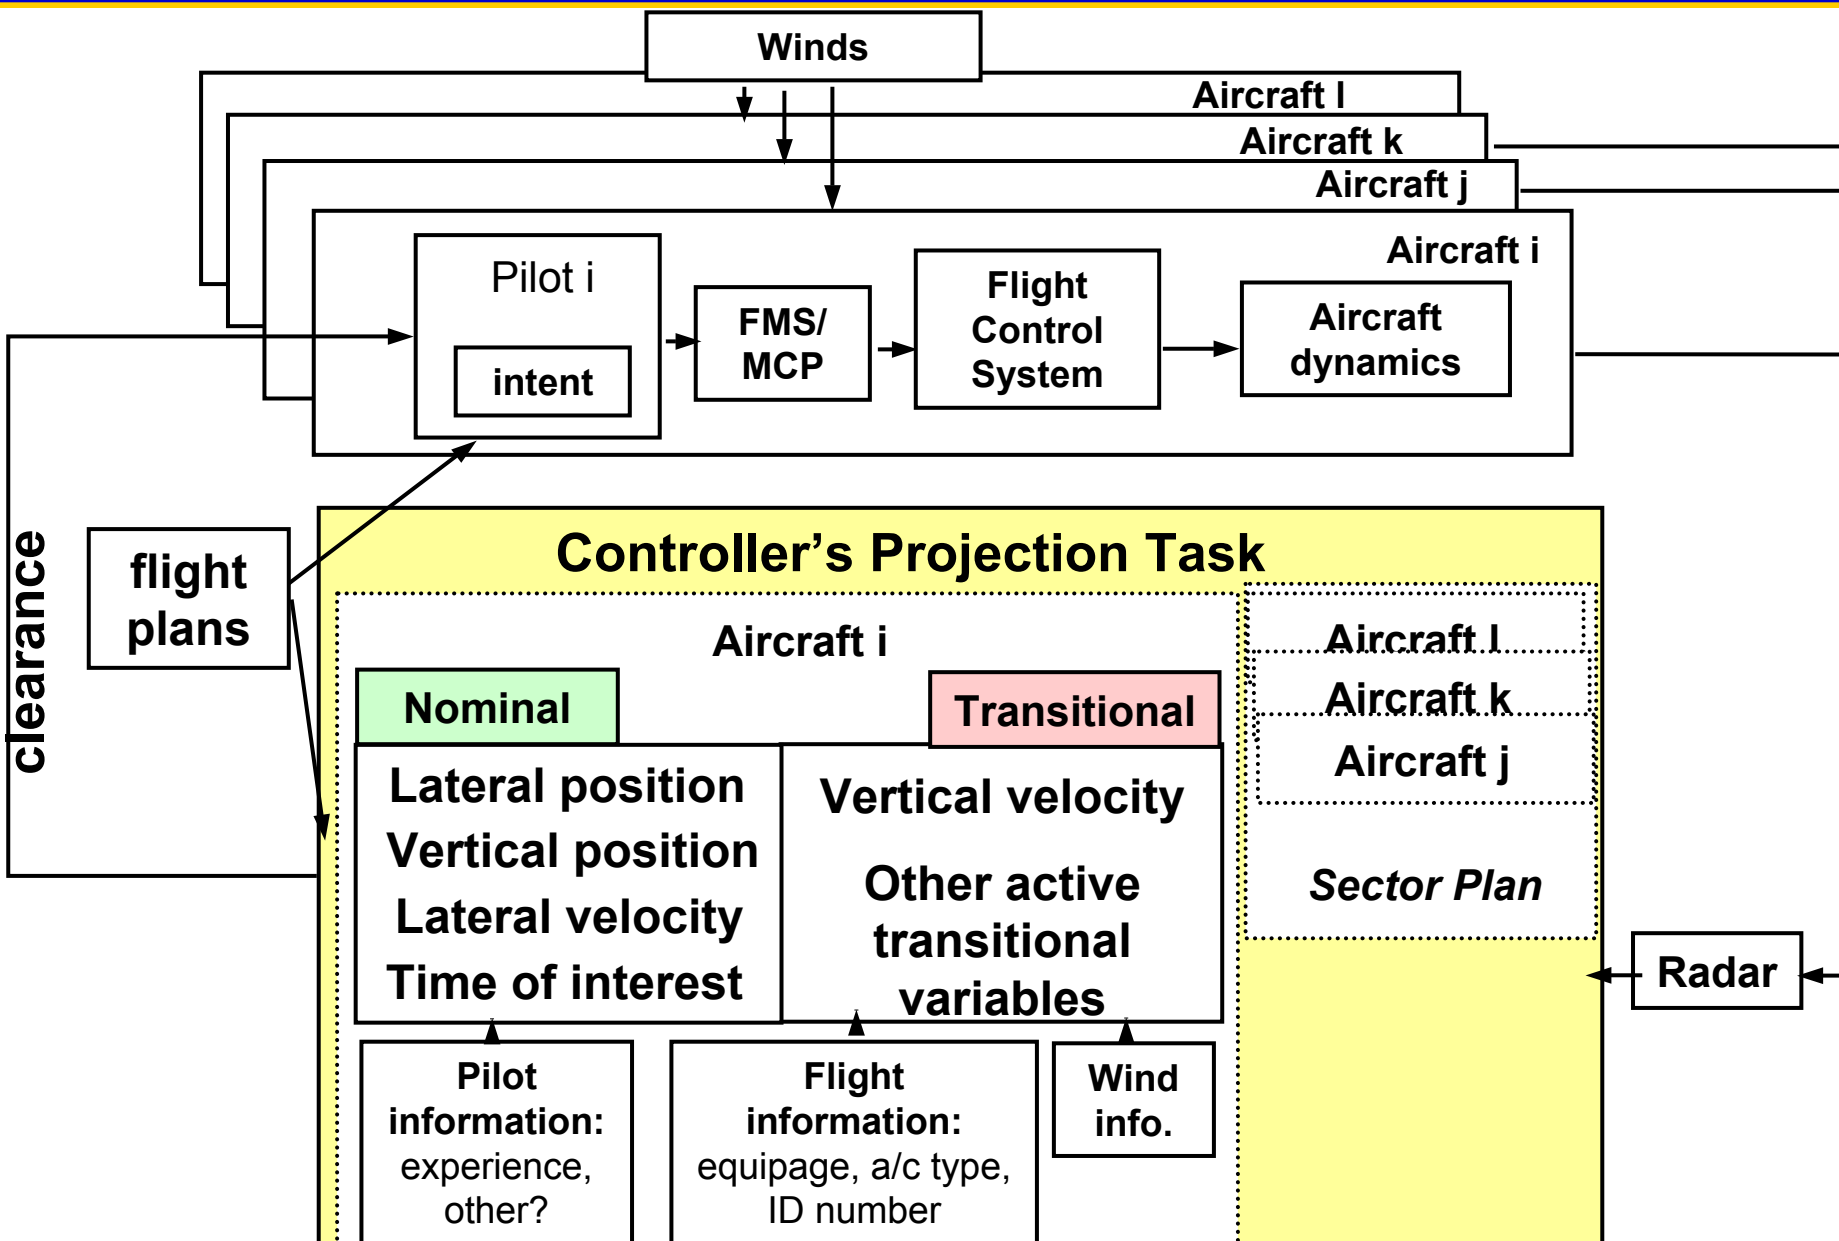 Winds
Aircraft l
Aircraft k
Aircraft j
Aircraft i
Pilot i
intent
FMS/
MCP
Flight
Control
System
Aircraft
dynamics
clearance
flight
plans
Controller’s Projection Task
Aircraft i
Nominal
Transitional
Lateral position
Vertical position
Lateral velocity
Time of interest
Vertical velocity
Other active
transitional
variables
Aircraft l
Aircraft k
Aircraft j
Sector Plan
Radar
Pilot
information:
experience,
other?
Flight
information:
equipage, a/c type,
ID number
Wind
info.